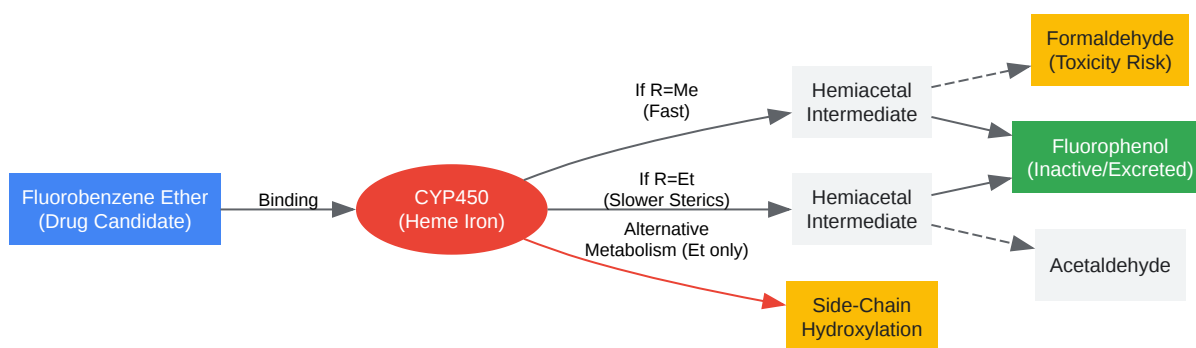 Fluorobenzene Ether
(Drug Candidate)
Binding
CYP450
(Heme Iron)
If R=Me
(Fast)
If R=Et
(Slower Sterics)
Alternative
Metabolism (Et only)
Hemiacetal
Intermediate
Hemiacetal
Intermediate
Side-Chain
Hydroxylation
Formaldehyde
(Toxicity Risk)
Fluorophenol
(Inactive/Excreted)
Acetaldehyde